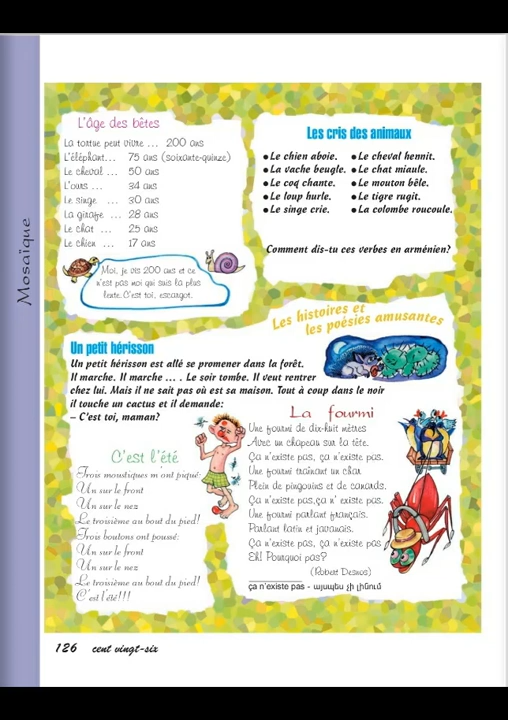 Mosaïque
L'âge des bêtes
La tortue peut vivre ... 200 ans
L'éléphant... 75 ans (soixante-quinze)
Le cheval ... 50 ans
L'ours ... 34 ans
Le singe ... 30 ans
La girafe ... 28 ans
Le chat ... 25 ans
Le chien ... 17 ans
Moi, je vis 200 ans et ce
n'est pas moi qui suis la plus
lente. C'est toi, escargot.
Les cris des animaux
• Le chien aboie.
• La vache beugle.
• Le coq chante.
• Le loup hurle.
• Le singe crie.
• Le cheval hennit.
• Le chat miaule.
• Le mouton bêle.
• Le tigre rugit.
• La colombe roucoule.
Comment dis-tu ces verbes en arménien?
Les histoires et
les poésies amusantes
Un petit hérisson
Un petit hérisson est allé se promener dans la forêt.
Il marche. Il marche ... . Le soir tombe. Il veut rentrer
chez lui. Mais il ne sait pas où est sa maison. Tout à coup dans le noir
il touche un cactus et il demande:
– C'est toi, maman?
C'est l'été
Trois moustiques m'ont piqué:
Un sur le front
Un sur le nez
Le troisième au bout du pied!
Trois boutons ont poussé:
Un sur le front
Un sur le nez
Le troisième au bout du pied!
C'est l'été!!!
La fourmi
Une fourmi de dix-huit mètres
Avec un chapeau sur la tête.
Ça n'existe pas, ça n'existe pas.
Une fourmi traînant un char
Plein de pingouins et de canards.
Ça n'existe pas,ça n' existe pas.
Une fourmi parlant français.
Parlant latin et javanais.
Ça n'existe pas, ça n'existe pas
Eh! Pourquoi pas?
(Robert Desnos)
ça n'existe pas - այսպես չի լինում
126 cent vingt-six